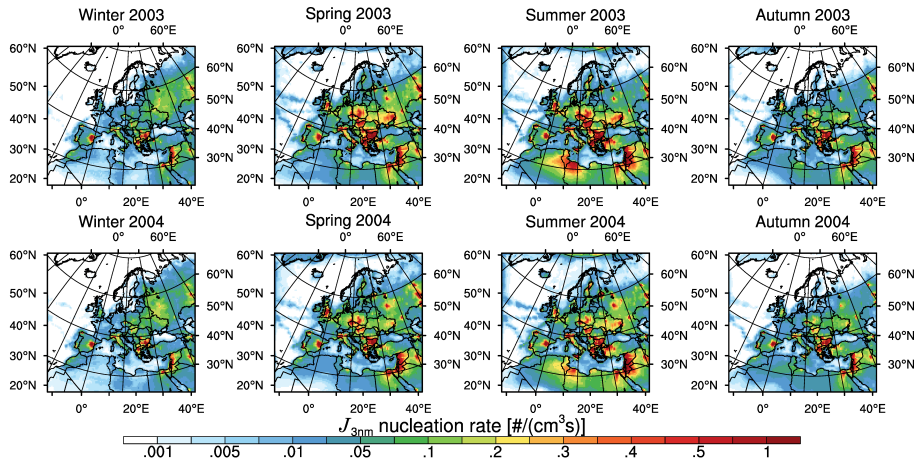 Winter 2003 Spring 2003 Summer 2003 Autumn 2003
0° 60°E 0° 60°E 0° 60°E 0° 60°E
60°N 60°N 60°N 60°N
60°N 60°N 60°N 60°N
50°N 50°N 50°N 50°N
50°N 50°N 50°N 50°N
40°N 40°N 40°N 40°N
40°N 40°N 40°N 40°N
30°N 30°N 30°N 30°N
30°N 30°N 30°N 30°N
20°N 20°N 20°N 20°N
0° 20°E 40°E 0° 20°E 40°E 0° 20°E 40°E 0° 20°E 40°E
Winter 2004 Spring 2004 Summer 2004 Autumn 2004
0° 60°E 0° 60°E 0° 60°E 0° 60°E
60°N 60°N 60°N 60°N
60°N 60°N 60°N 60°N
50°N 50°N 50°N 50°N
50°N 50°N 50°N 50°N
40°N 40°N 40°N 40°N
40°N 40°N 40°N 40°N
30°N 30°N 30°N 30°N
30°N 30°N 30°N 30°N
20°N 20°N 20°N 20°N
0° 20°E 40°E 0° 20°E 40°E 0° 20°E 40°E 0° 20°E 40°E
J3nm nucleation rate [#/(cm³s)]
.001 .005 .01 .05 .1 .2 .3 .4 .5 1